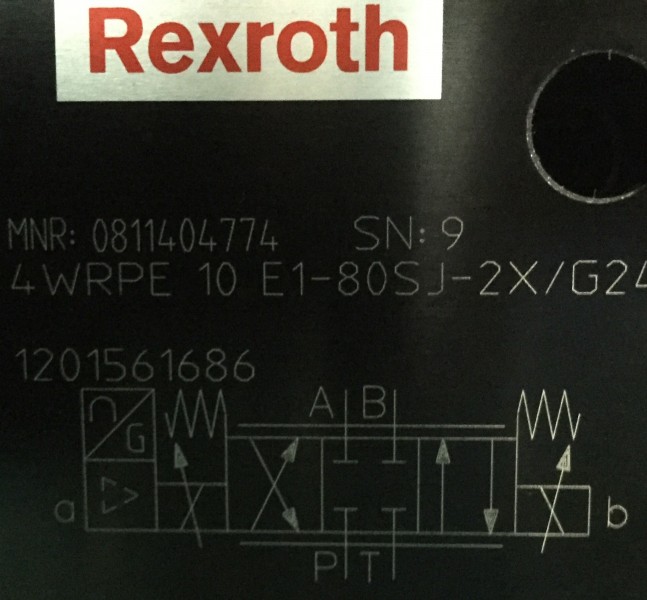 Rexroth
MNR: 0811404774 SN: 9
4WRPE 10 E1-80SJ-2X/G24
1201561686
A B
G
a b
P T